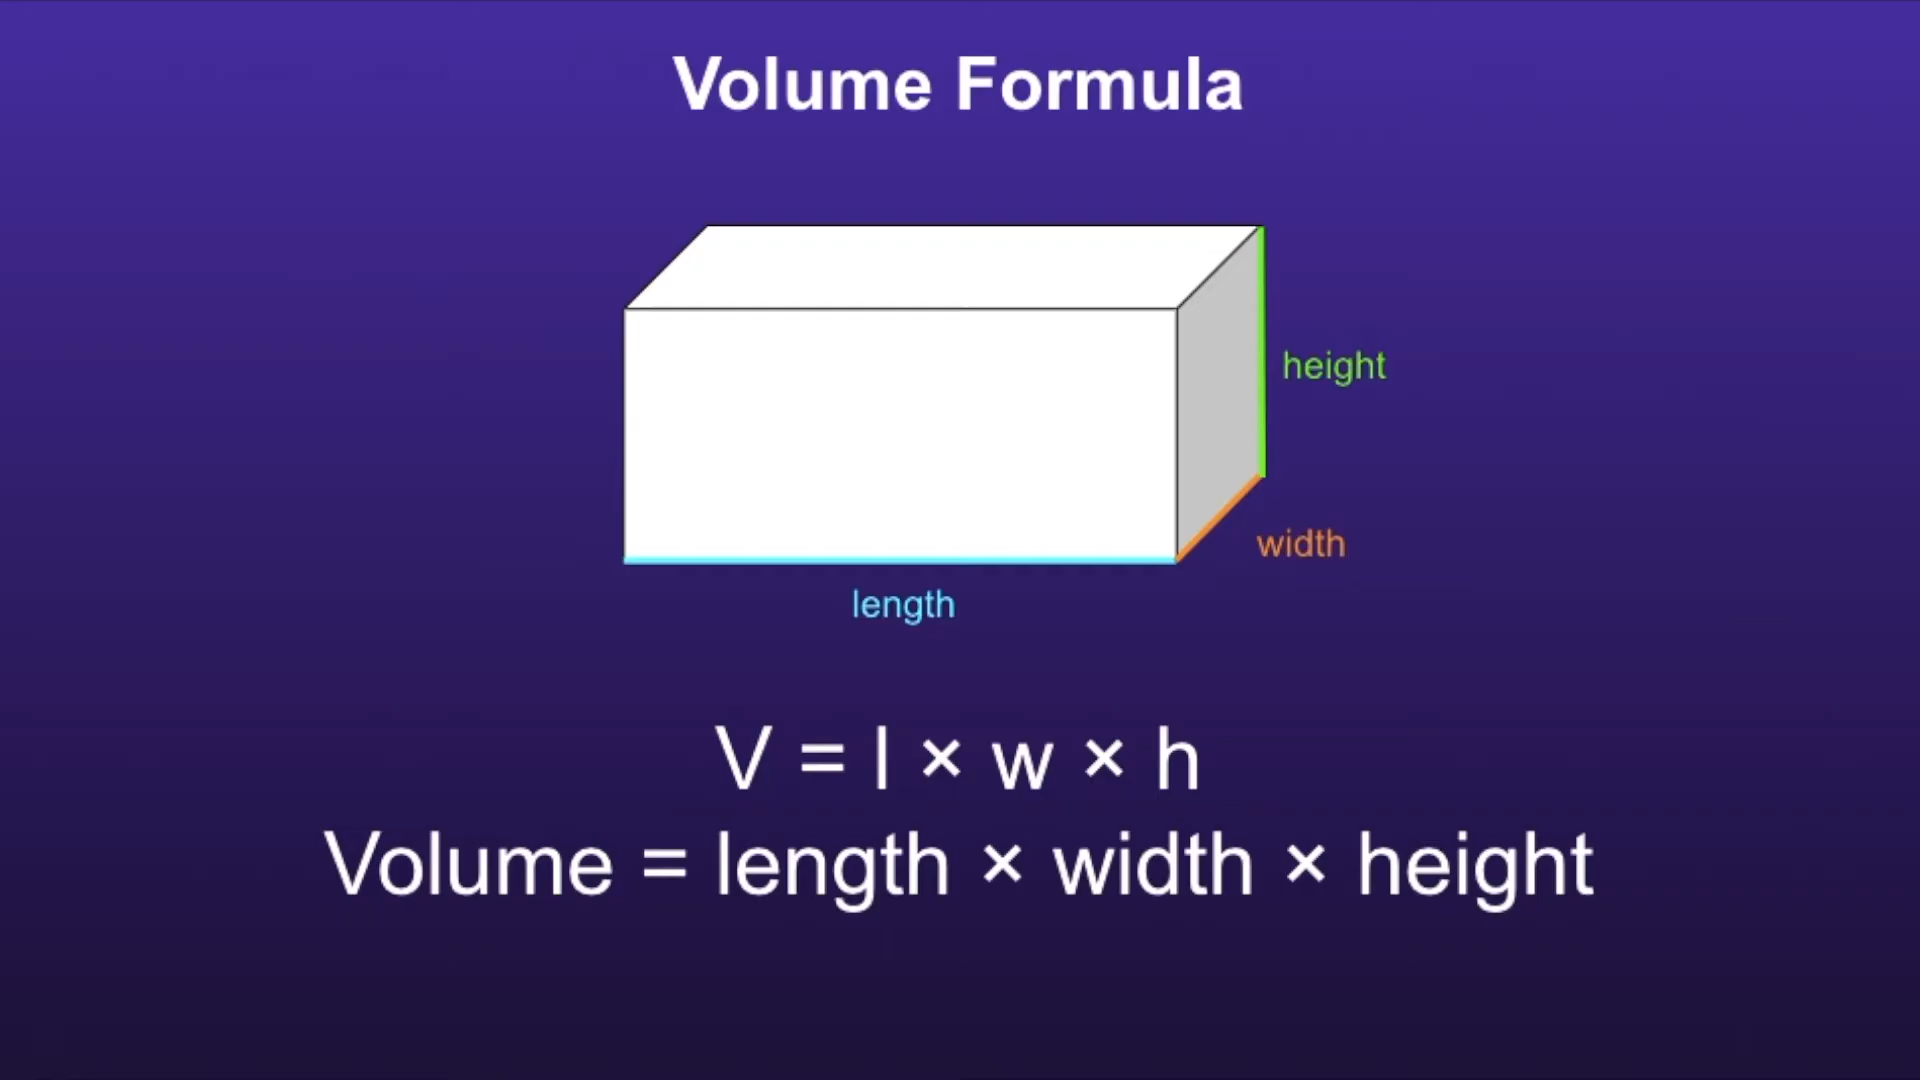 Volume Formula
height
width
length
V = l × w × h
Volume = length × width × height